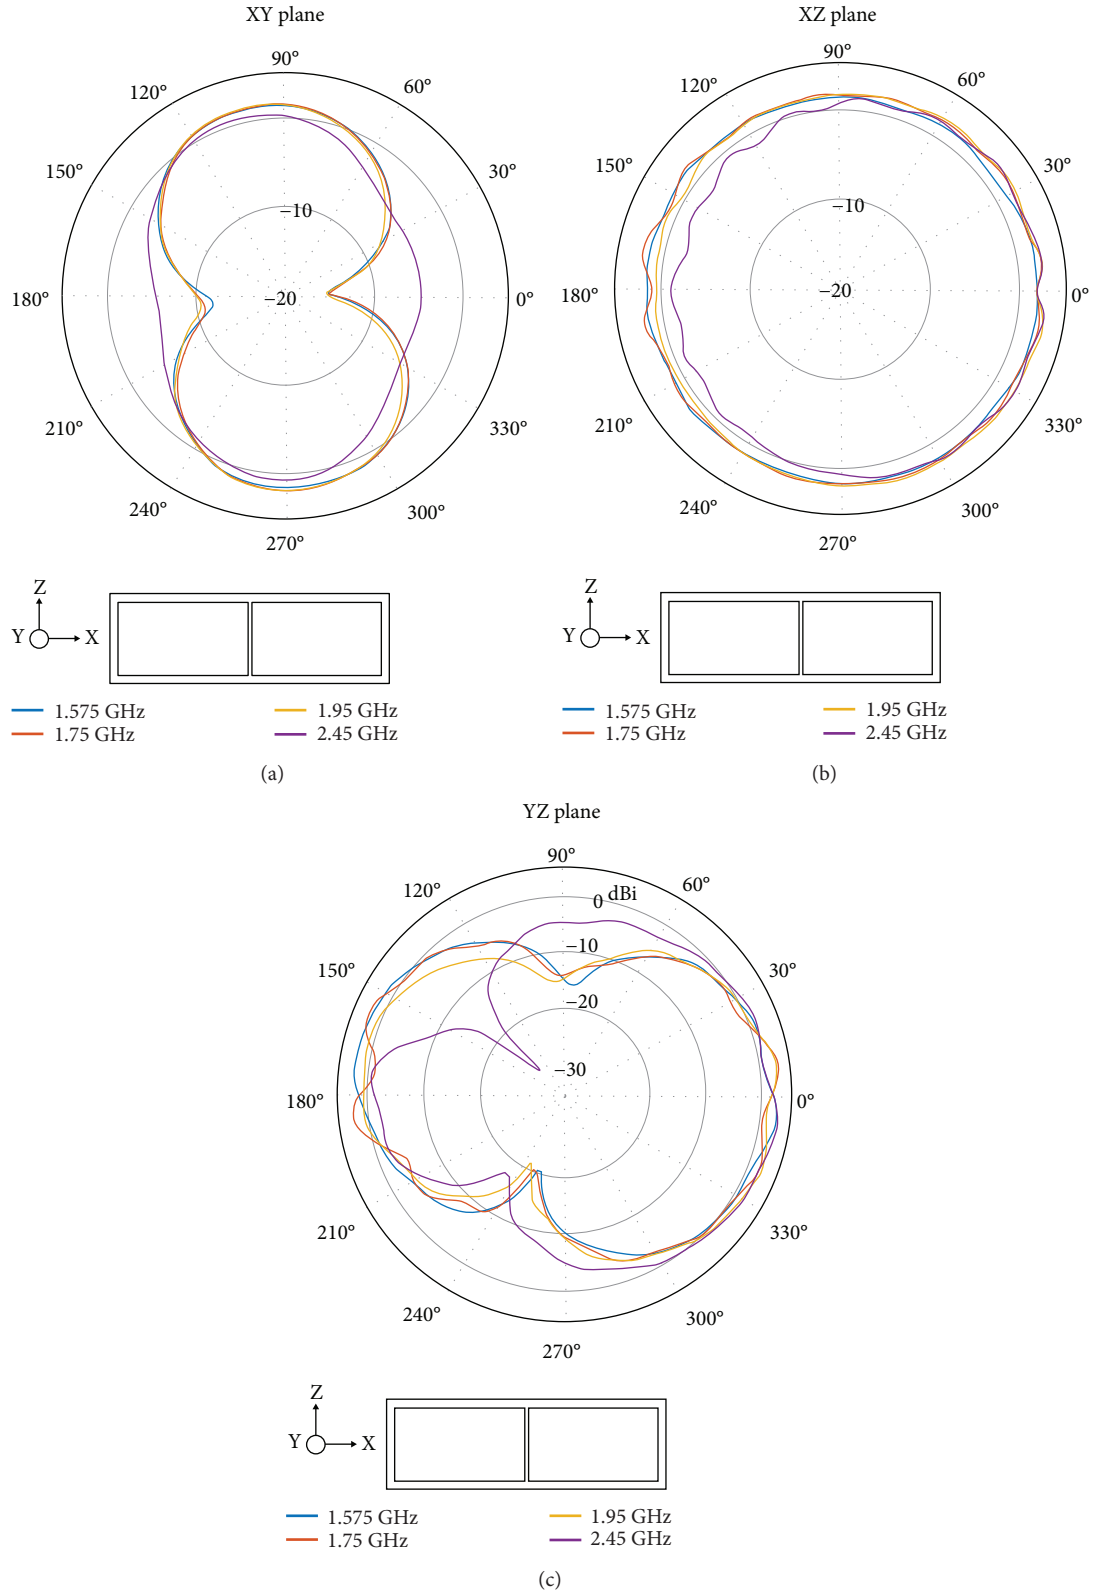 XY plane
90°
120°
60°
150°
30°
−10
180°
−20
0°
210°
330°
240°
300°
270°
Z
Y
X
1.575 GHz
1.95 GHz
1.75 GHz
2.45 GHz
(a)
XZ plane
90°
120°
60°
150°
30°
−10
180°
−20
0°
210°
330°
240°
300°
270°
Z
Y
X
1.575 GHz
1.95 GHz
1.75 GHz
2.45 GHz
(b)
YZ plane
90°
120°
60°
0 dBi
−10
150°
30°
−20
−30
180°
0°
210°
330°
240°
300°
270°
Z
Y
X
1.575 GHz
1.95 GHz
1.75 GHz
2.45 GHz
(c)